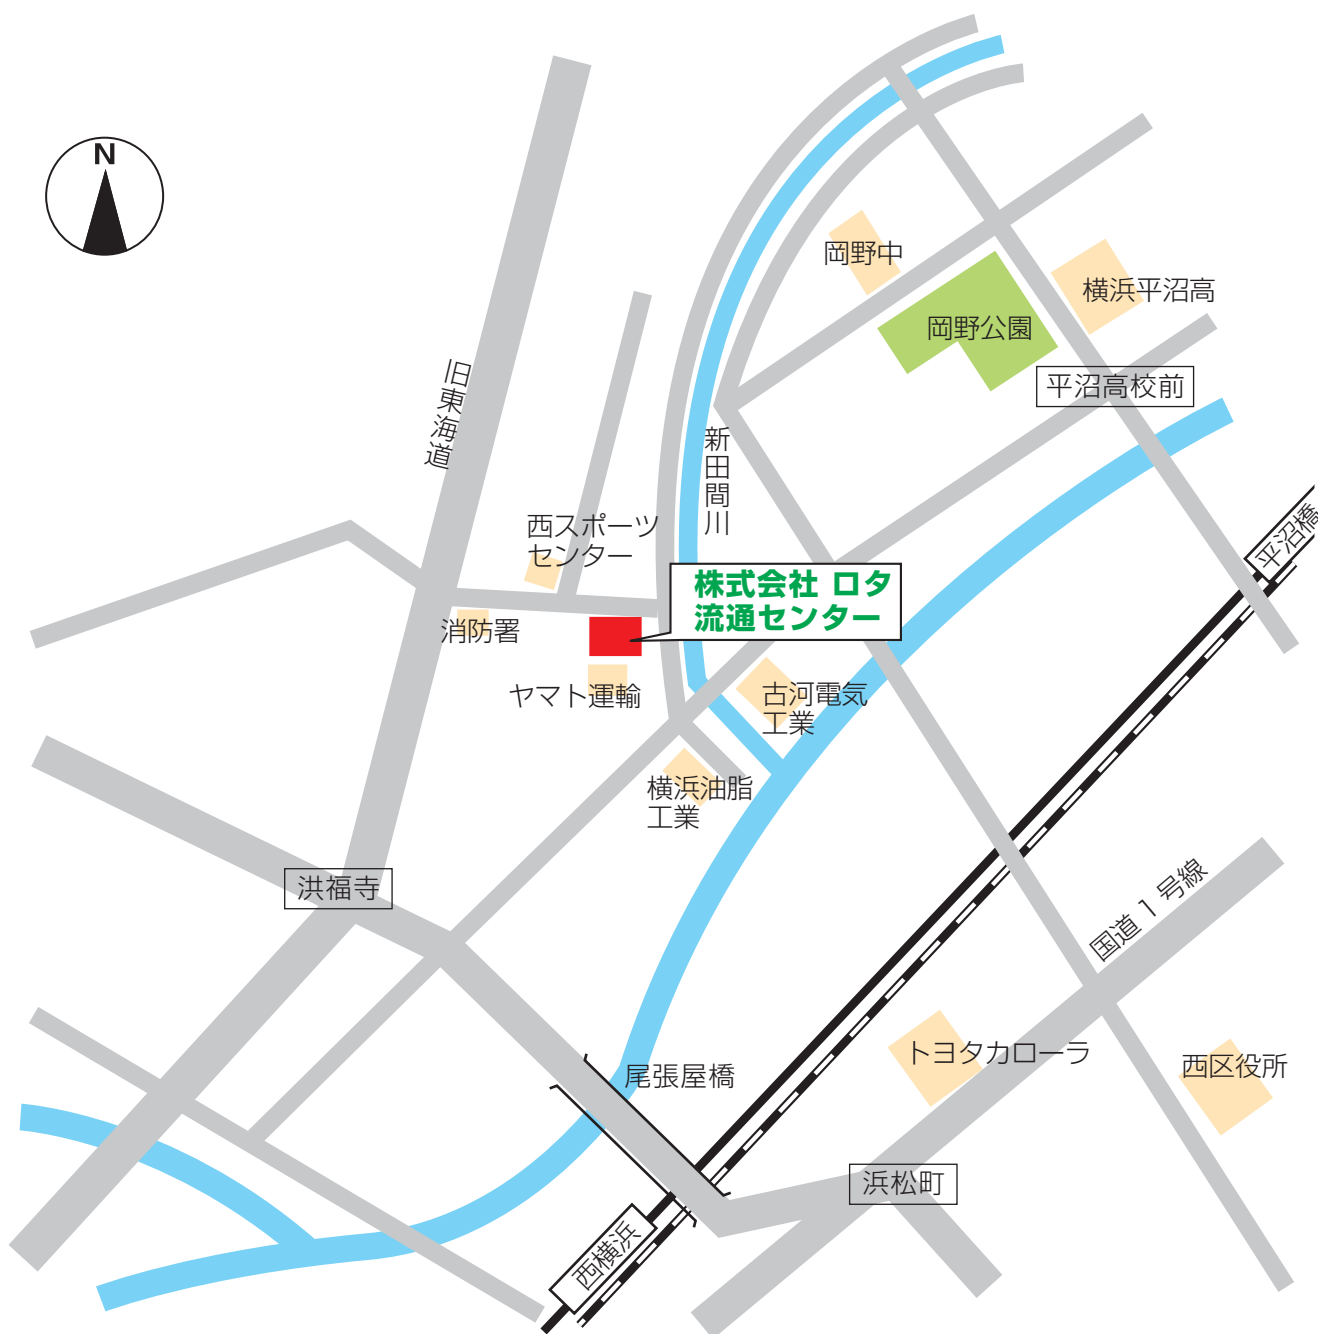 N
岡野中
横浜平沼高
岡野公園
平沼高校前
旧東海道
新田間川
西スポーツ
センター
平沼橋
株式会社 ロタ
流通センター
消防署
ヤマト運輸
古河電気
工業
横浜油脂
工業
洪福寺
国道1号線
尾張屋橋
トヨタカローラ
西区役所
浜松町
西横浜